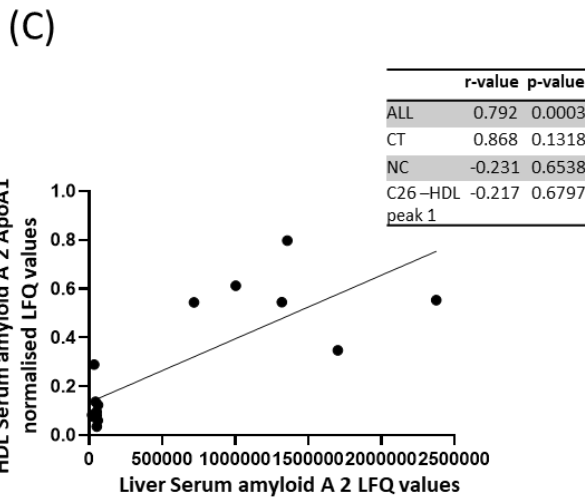 (C)
r-value p-value
ALL 0.792 0.0003
CT 0.868 0.1318
NC -0.231 0.6538
C26 –HDL -0.217 0.6797
peak 1
HDL Serum amyloid A 2 ApoA1
normalised LFQ values
1.0
0.8
0.6
0.4
0.2
0.0
0 500000 1000000 1500000 2000000 2500000
Liver Serum amyloid A 2 LFQ values